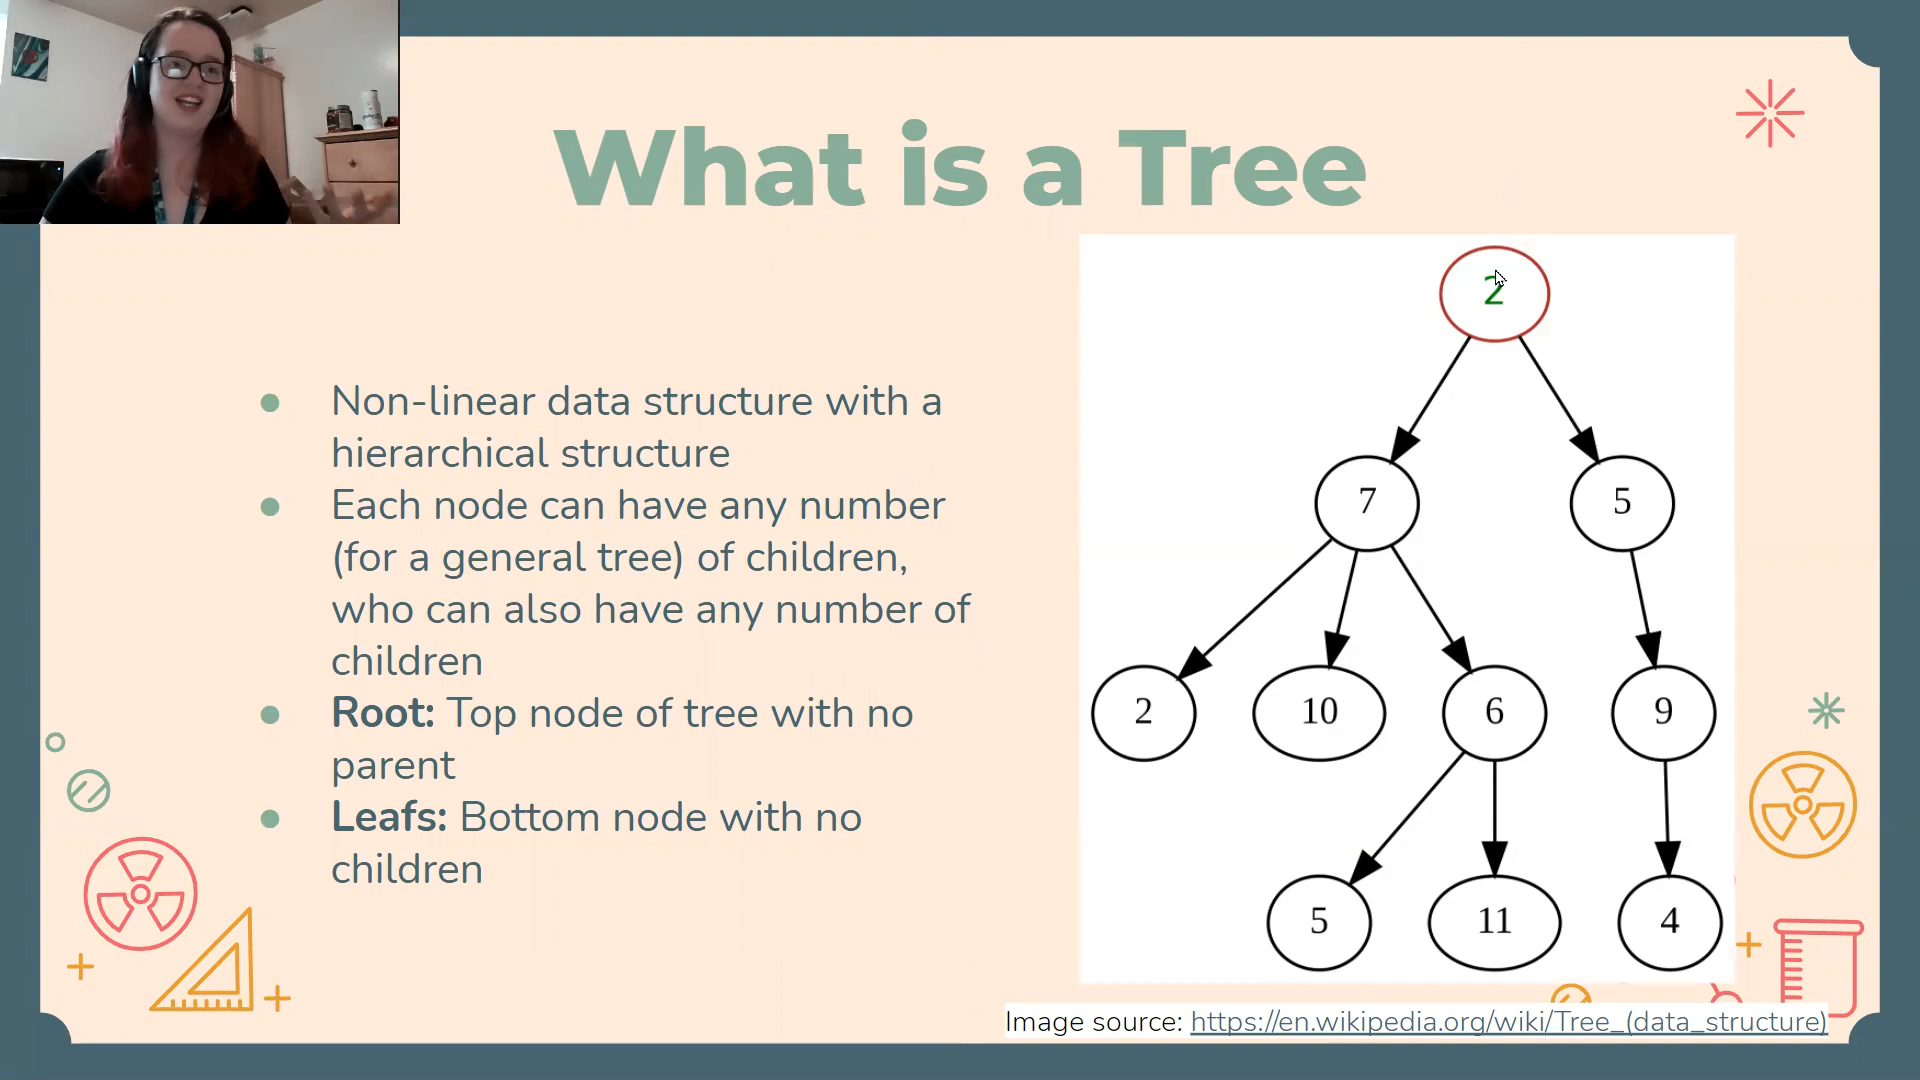 What is a Tree
Non-linear data structure with a
hierarchical structure
Each node can have any number
(for a general tree) of children,
who can also have any number of
children
Root: Top node of tree with no
parent
Leafs: Bottom node with no
children
2
7 5
2 10 6 9
5 11 4
Image source: https://en.wikipedia.org/wiki/Tree_(data_structure)